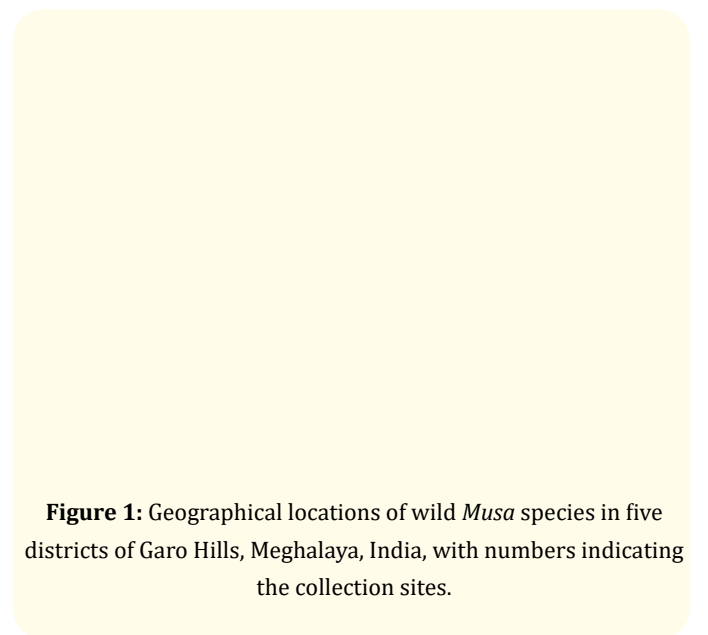 Figure 1: Geographical locations of wild Musa species in five
districts of Garo Hills, Meghalaya, India, with numbers indicating
the collection sites.